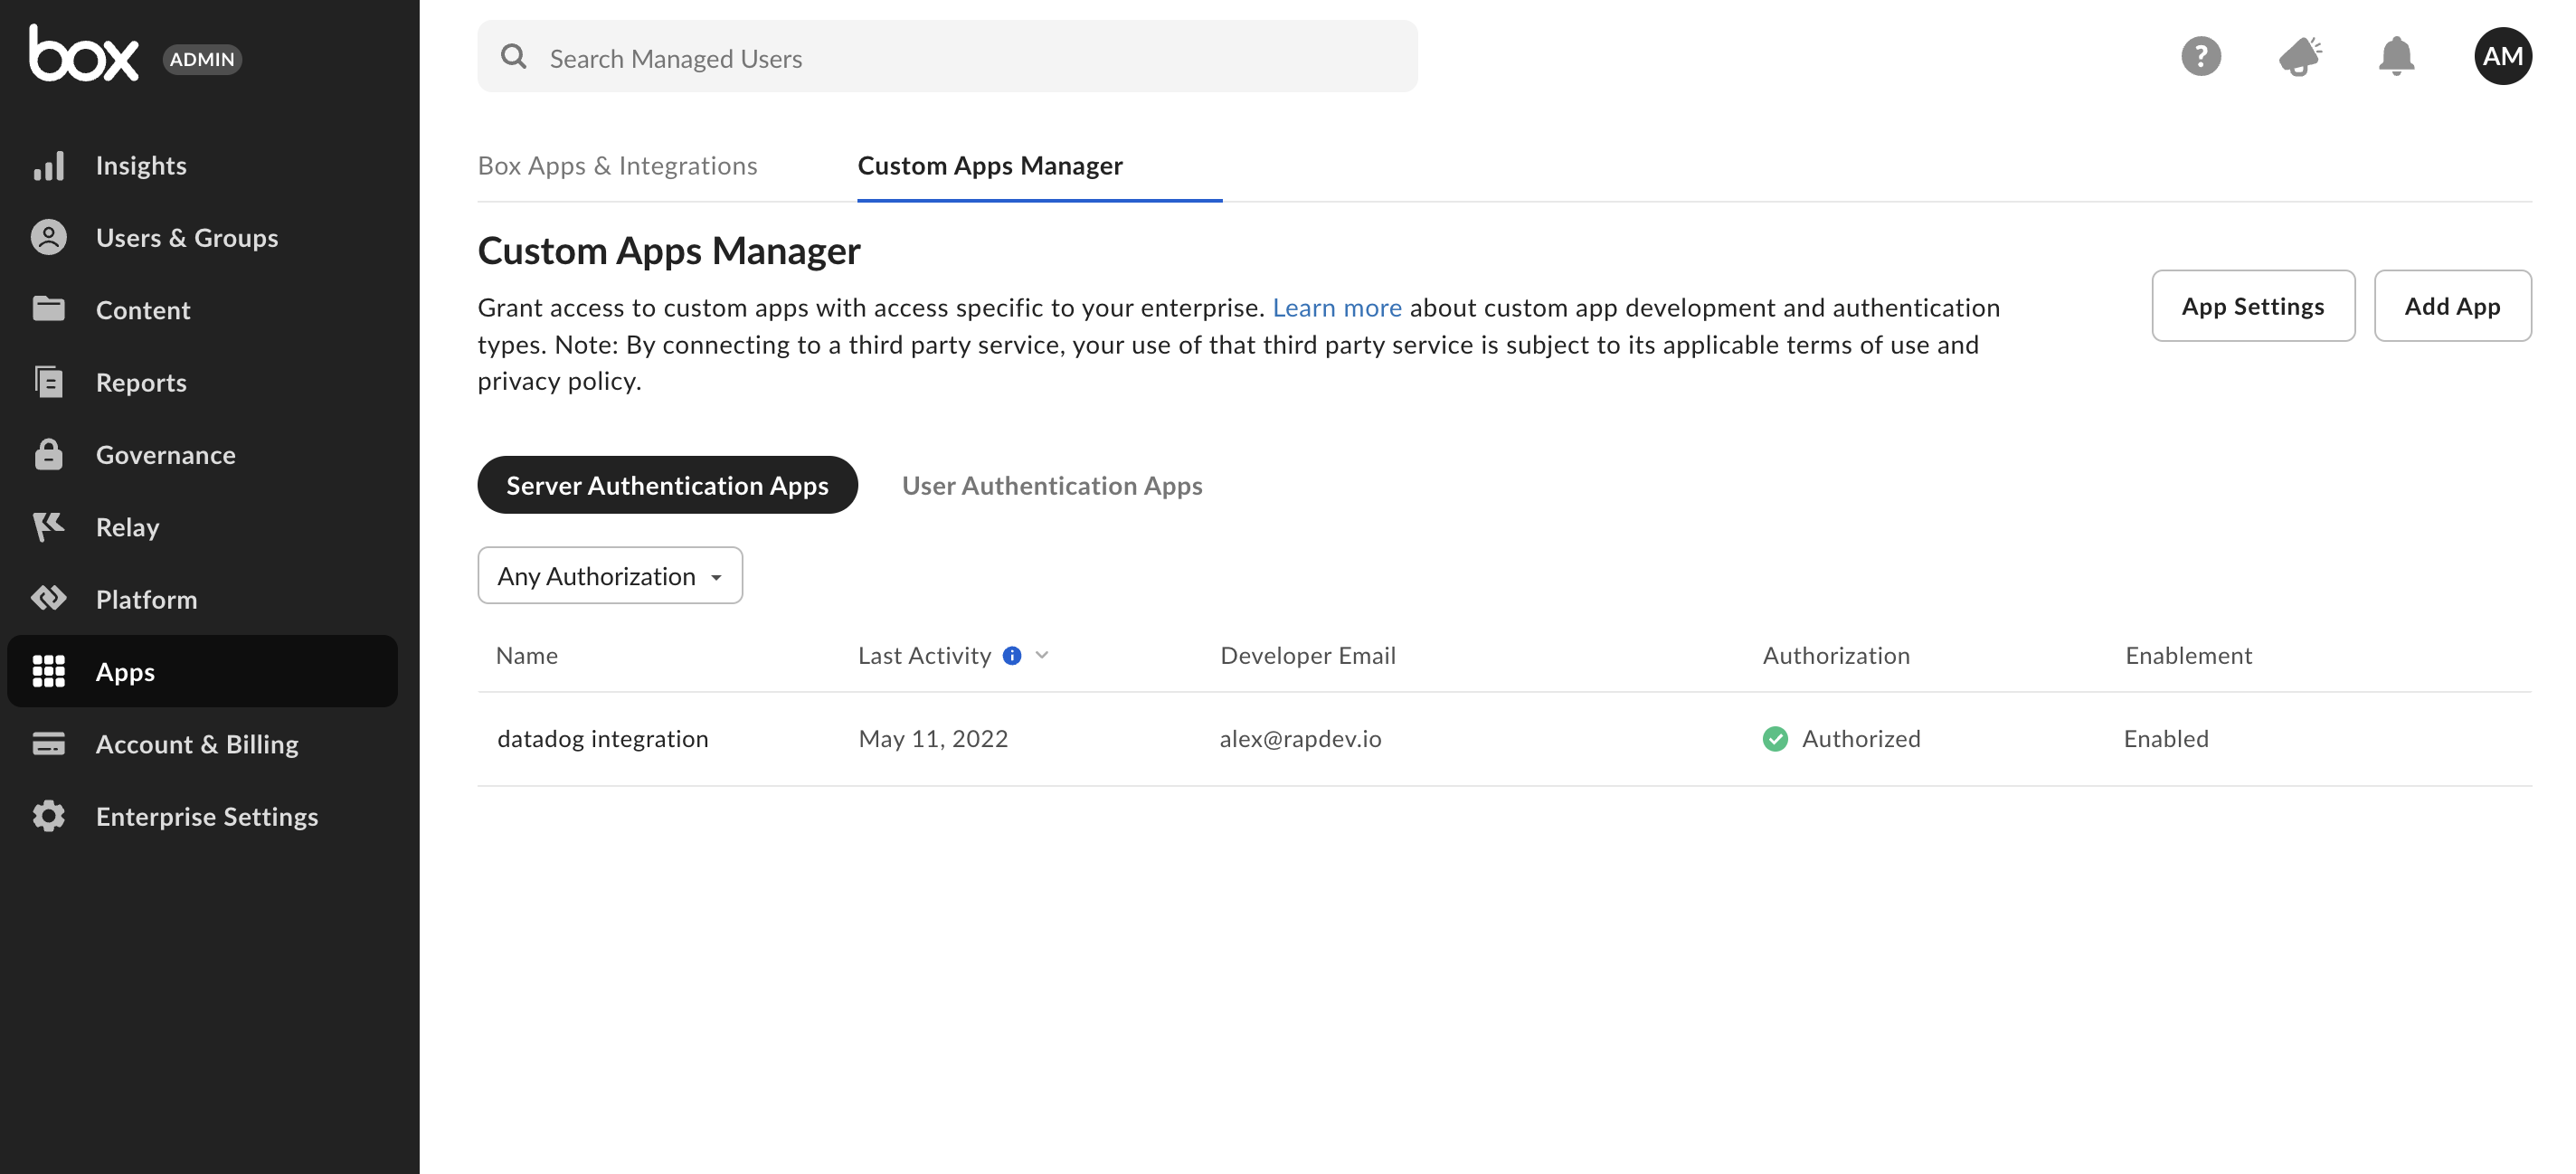 box ADMIN
Search Managed Users
? AM
Insights
Users & Groups
Content
Reports
Governance
Relay
Platform
Apps
Account & Billing
Enterprise Settings
Box Apps & Integrations Custom Apps Manager
Custom Apps Manager
Grant access to custom apps with access specific to your enterprise. Learn more about custom app development and authentication
types. Note: By connecting to a third party service, your use of that third party service is subject to its applicable terms of use and
privacy policy.
App Settings Add App
Server Authentication Apps User Authentication Apps
Any Authorization
Name Last Activity i Developer Email Authorization Enablement
datadog integration May 11, 2022 alex@rapdev.io Authorized Enabled